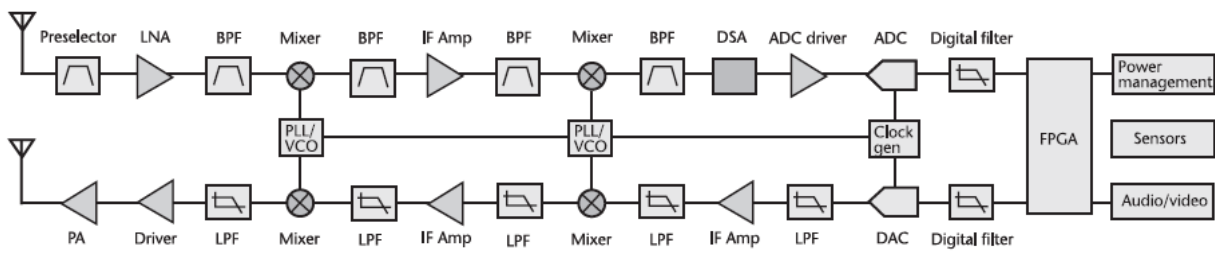 Preselector LNA BPF Mixer BPF IF Amp BPF Mixer BPF DSA ADC driver ADC Digital filter
Power
management
PLL/
VCO
PLL/
VCO
Clock
gen
FPGA
Sensors
Audio/video
PA Driver LPF Mixer LPF IF Amp LPF Mixer LPF IF Amp LPF DAC Digital filter